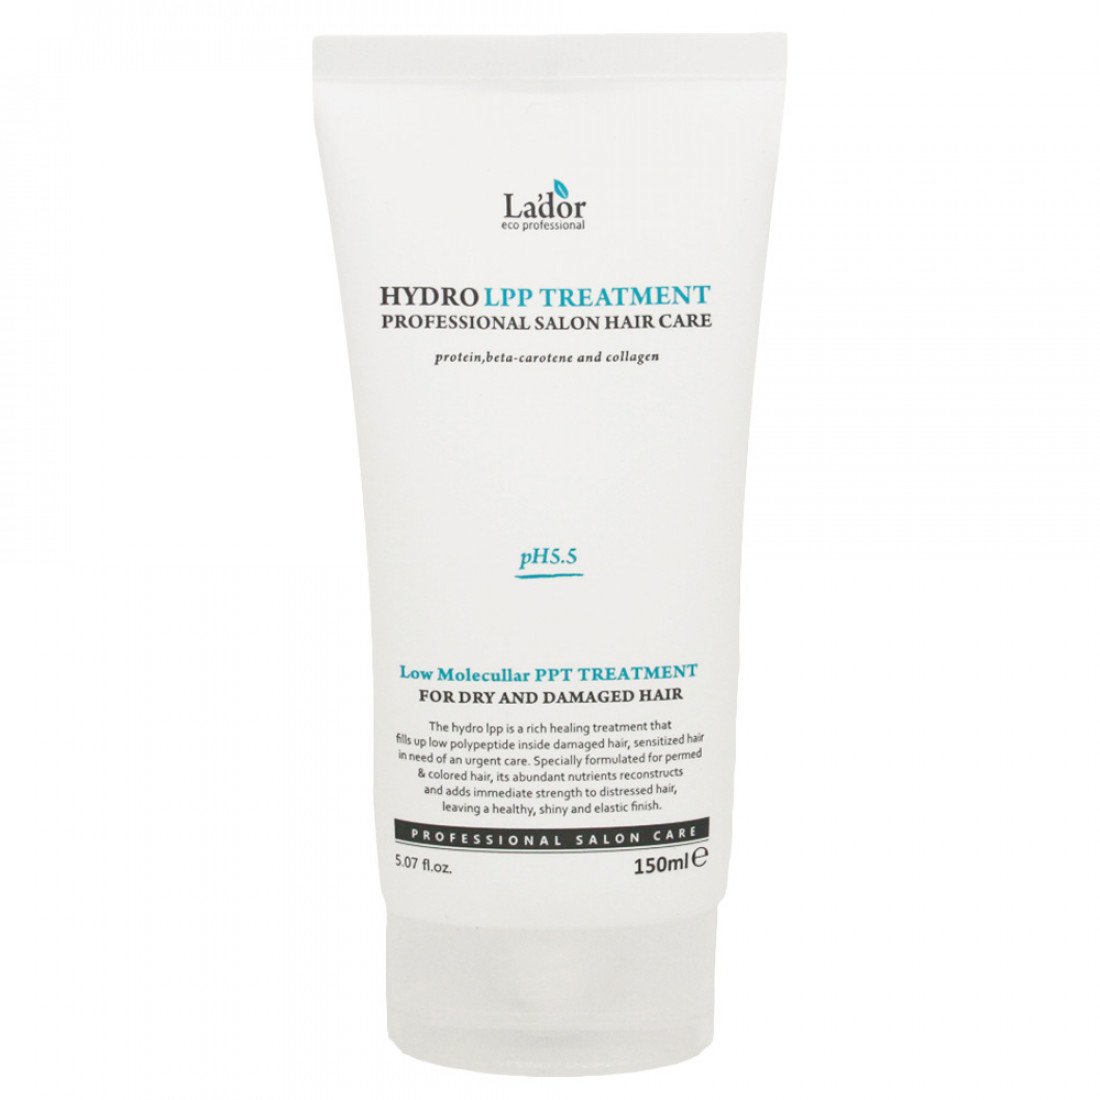 La'dor
eco professional
HYDRO LPP TREATMENT
PROFESSIONAL SALON HAIR CARE
protein,beta-carotene and collagen
pH5.5
Low Molecullar PPT TREATMENT
FOR DRY AND DAMAGED HAIR
The hydro lpp is a rich healing treatment that
fills up low polypeptide inside damaged hair, sensitized hair
in need of an urgent care. Specially formulated for permed
& colored hair, its abundant nutrients reconstructs
and adds immediate strength to distressed hair,
leaving a healthy, shiny and elastic finish.
PROFESSIONAL SALON CARE
5.07 fl.oz.
150ml℮